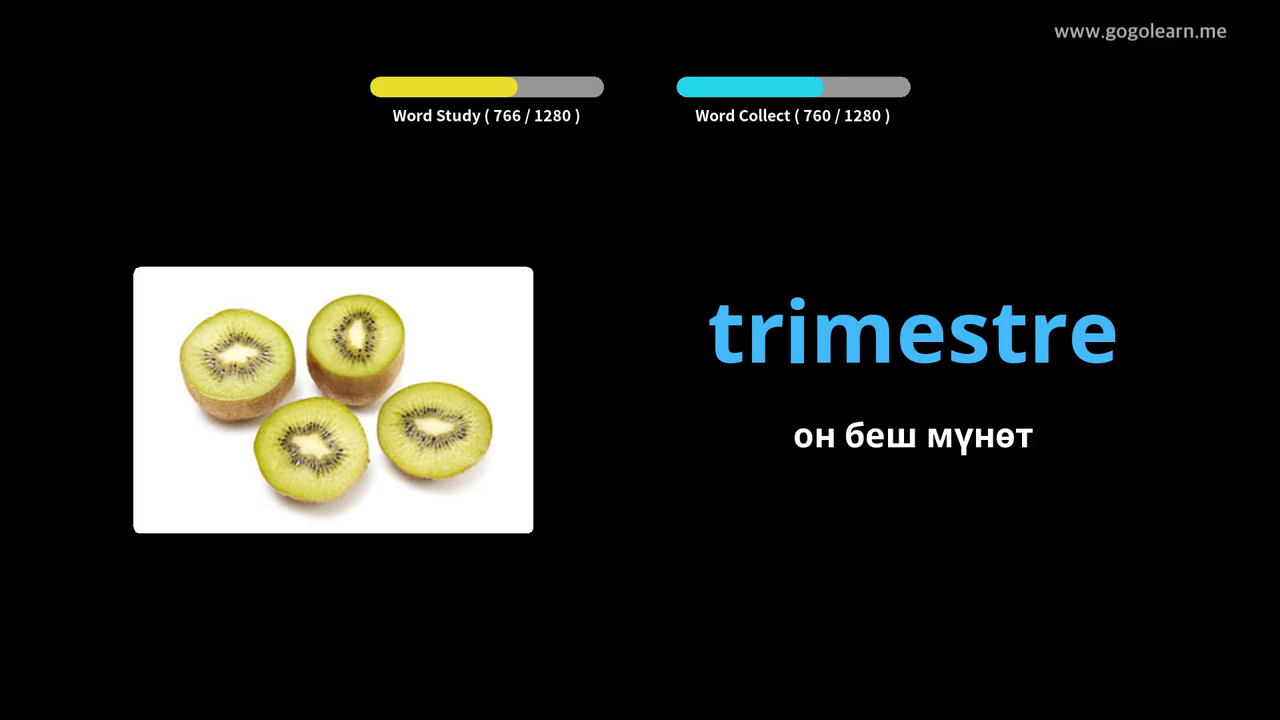 www.gogolearn.me
Word Study ( 766 / 1280 )
Word Collect ( 760 / 1280 )
trimestre
он беш мүнөт